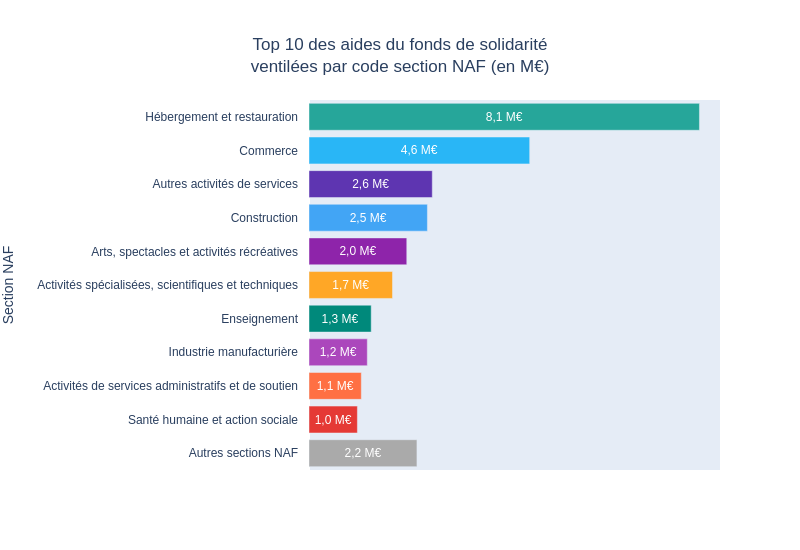 Top 10 des aides du fonds de solidarité
ventilées par code section NAF (en M€)
Section NAF
Hébergement et restauration 8,1 M€
Commerce 4,6 M€
Autres activités de services 2,6 M€
Construction 2,5 M€
Arts, spectacles et activités récréatives 2,0 M€
Activités spécialisées, scientifiques et techniques 1,7 M€
Enseignement 1,3 M€
Industrie manufacturière 1,2 M€
Activités de services administratifs et de soutien 1,1 M€
Santé humaine et action sociale 1,0 M€
Autres sections NAF 2,2 M€